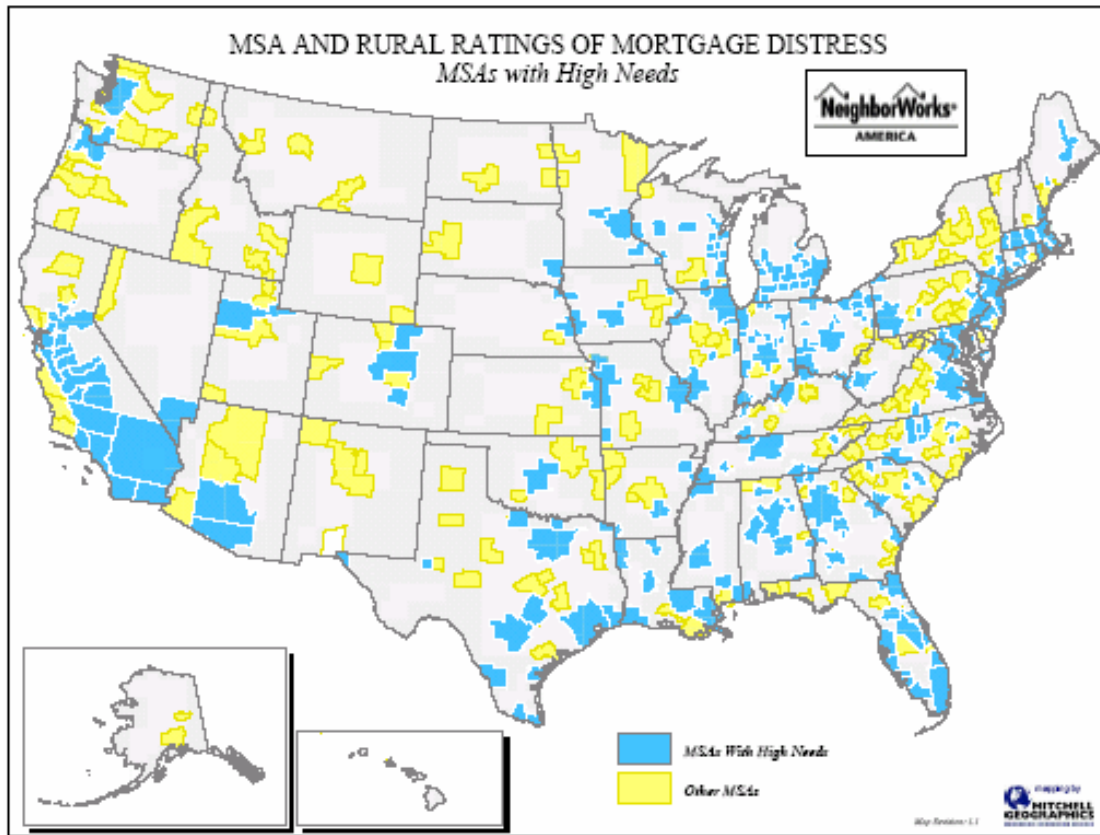 MSA AND RURAL RATINGS OF MORTGAGE DISTRESS
MSAs with High Needs
NeighborWorks®
AMERICA
MSAs With High Needs
Other MSAs
mapping by
MITCHELL
GEOGRAPHICS